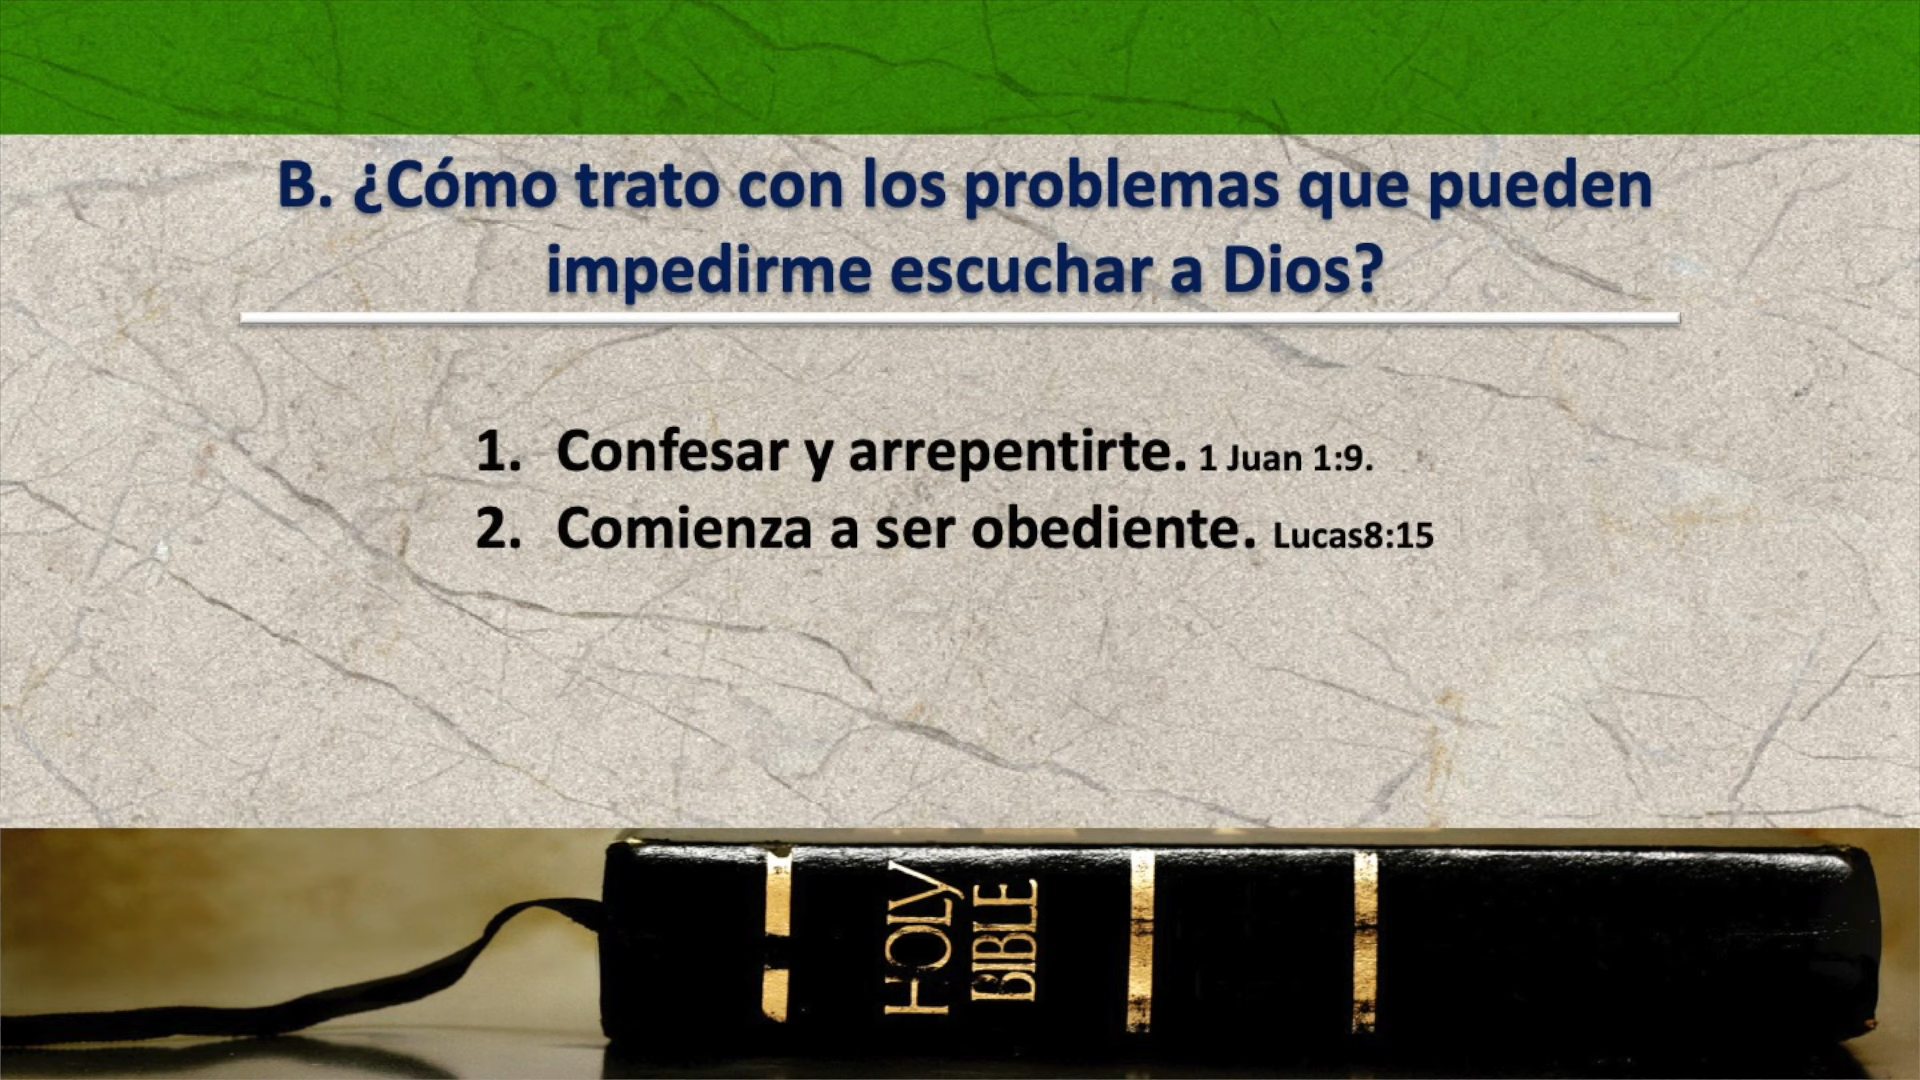 B. ¿Cómo trato con los problemas que pueden
impedirme escuchar a Dios?
1. Confesar y arrepentirte. 1 Juan 1:9.
2. Comienza a ser obediente. Lucas8:15
HOLY
BIBLE